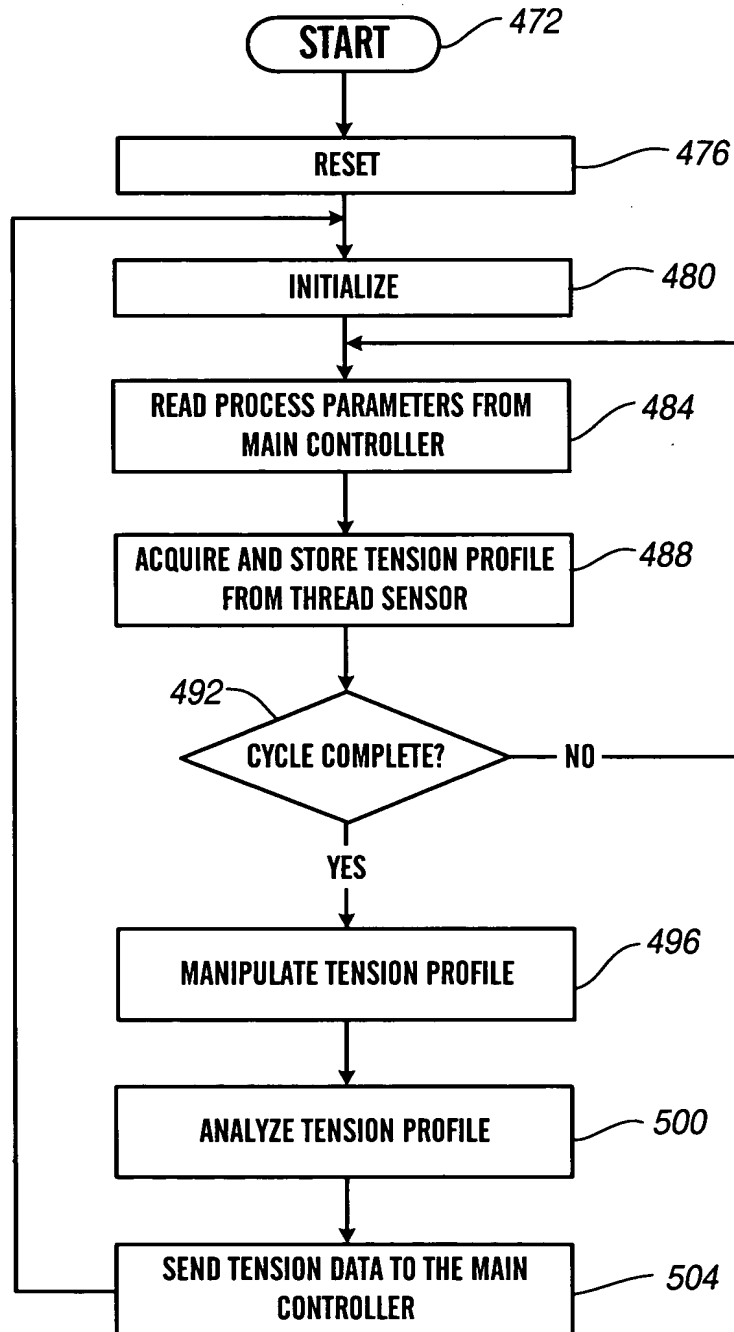 START
472
RESET
476
INITIALIZE
480
READ PROCESS PARAMETERS FROM
MAIN CONTROLLER
484
ACQUIRE AND STORE TENSION PROFILE
FROM THREAD SENSOR
488
492
CYCLE COMPLETE?
NO
YES
MANIPULATE TENSION PROFILE
496
ANALYZE TENSION PROFILE
500
SEND TENSION DATA TO THE MAIN
CONTROLLER
504